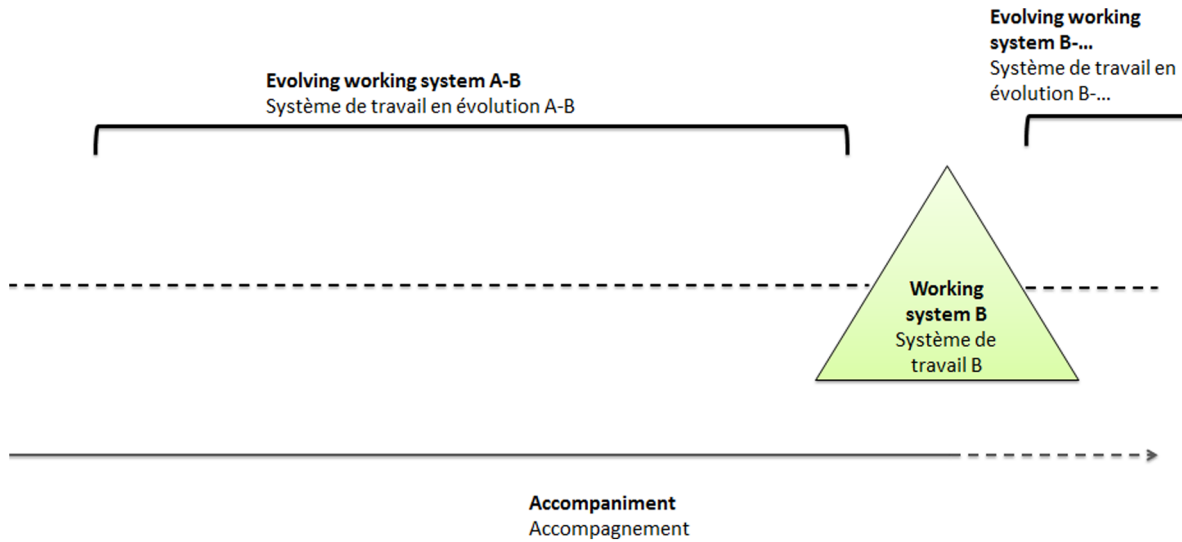 Evolving working system A-B
Système de travail en évolution A-B
Evolving working
system B-...
Système de travail en
évolution B-...
Working
system B
Système de
travail B
Accompaniment
Accompagnement